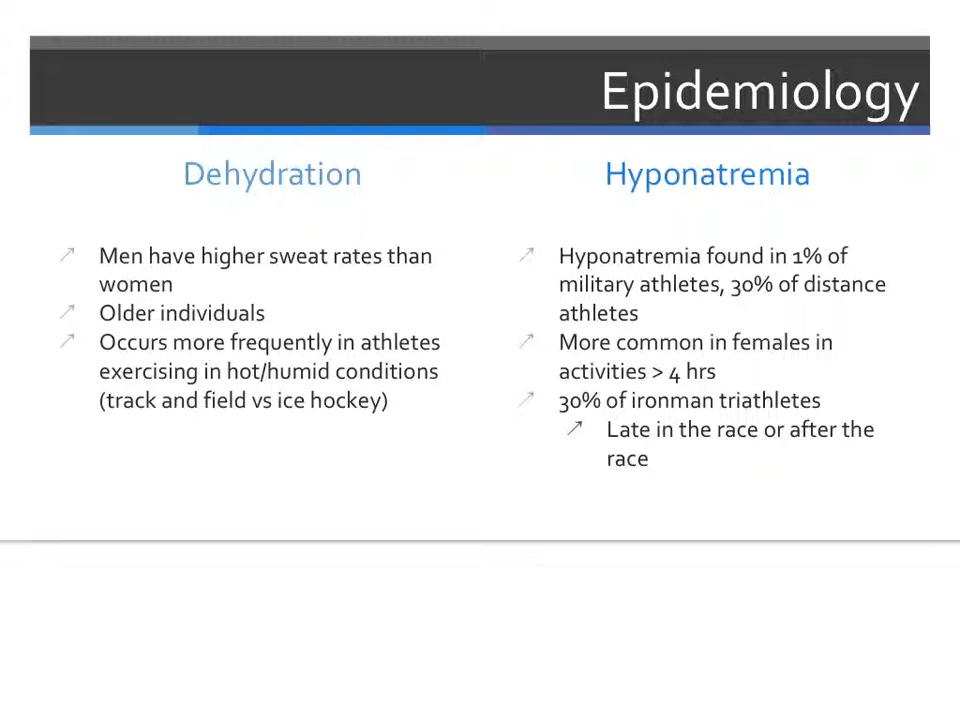 Epidemiology
Dehydration
Men have higher sweat rates than
women
Older individuals
Occurs more frequently in athletes
exercising in hot/humid conditions
(track and field vs ice hockey)
Hyponatremia
Hyponatremia found in 1% of
military athletes, 30% of distance
athletes
More common in females in
activities > 4 hrs
30% of ironman triathletes
Late in the race or after the
race